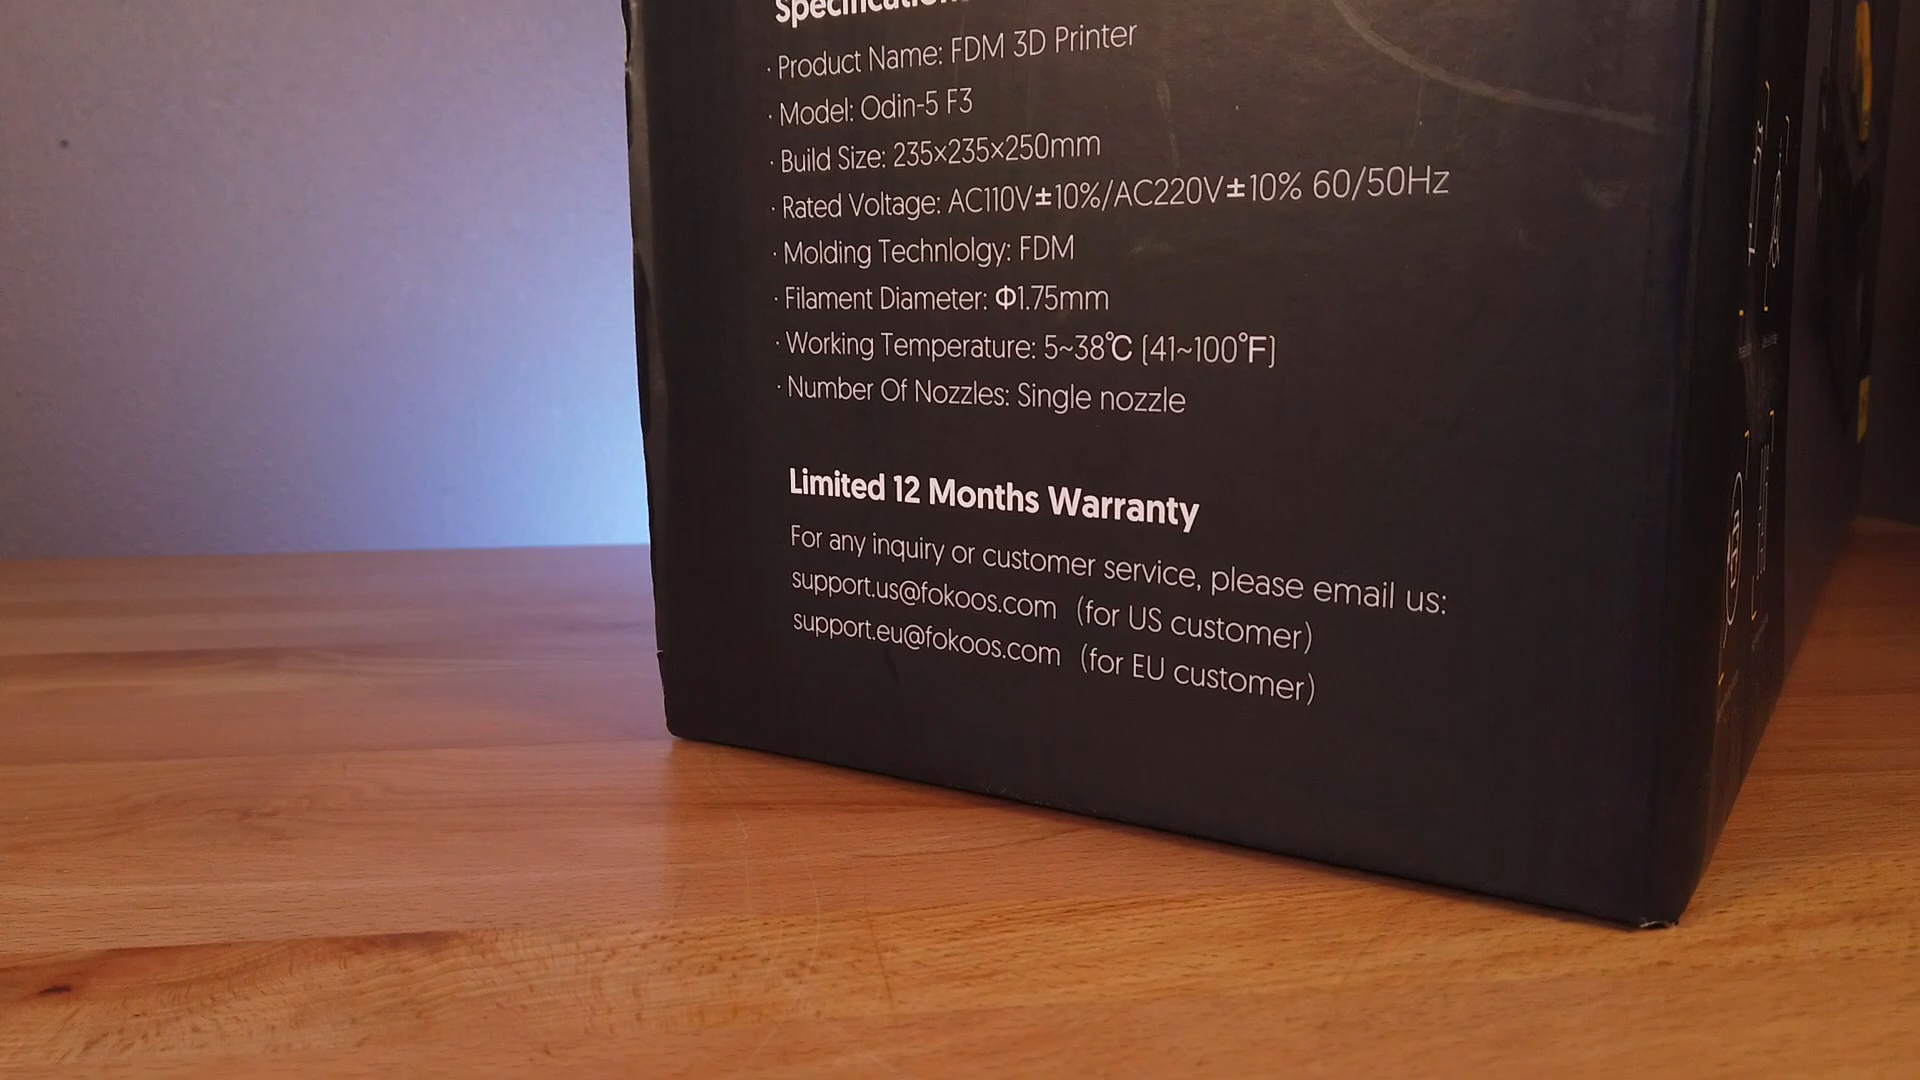 Specification
· Product Name: FDM 3D Printer
· Model: Odin-5 F3
· Build Size: 235×235×250mm
· Rated Voltage: AC110V±10%/AC220V±10% 60/50Hz
· Molding Technlolgy: FDM
· Filament Diameter: Φ1.75mm
· Working Temperature: 5~38℃ (41~100℉)
· Number Of Nozzles: Single nozzle
Limited 12 Months Warranty
For any inquiry or customer service, please email us:
support.us@fokoos.com (for US customer)
support.eu@fokoos.com (for EU customer)